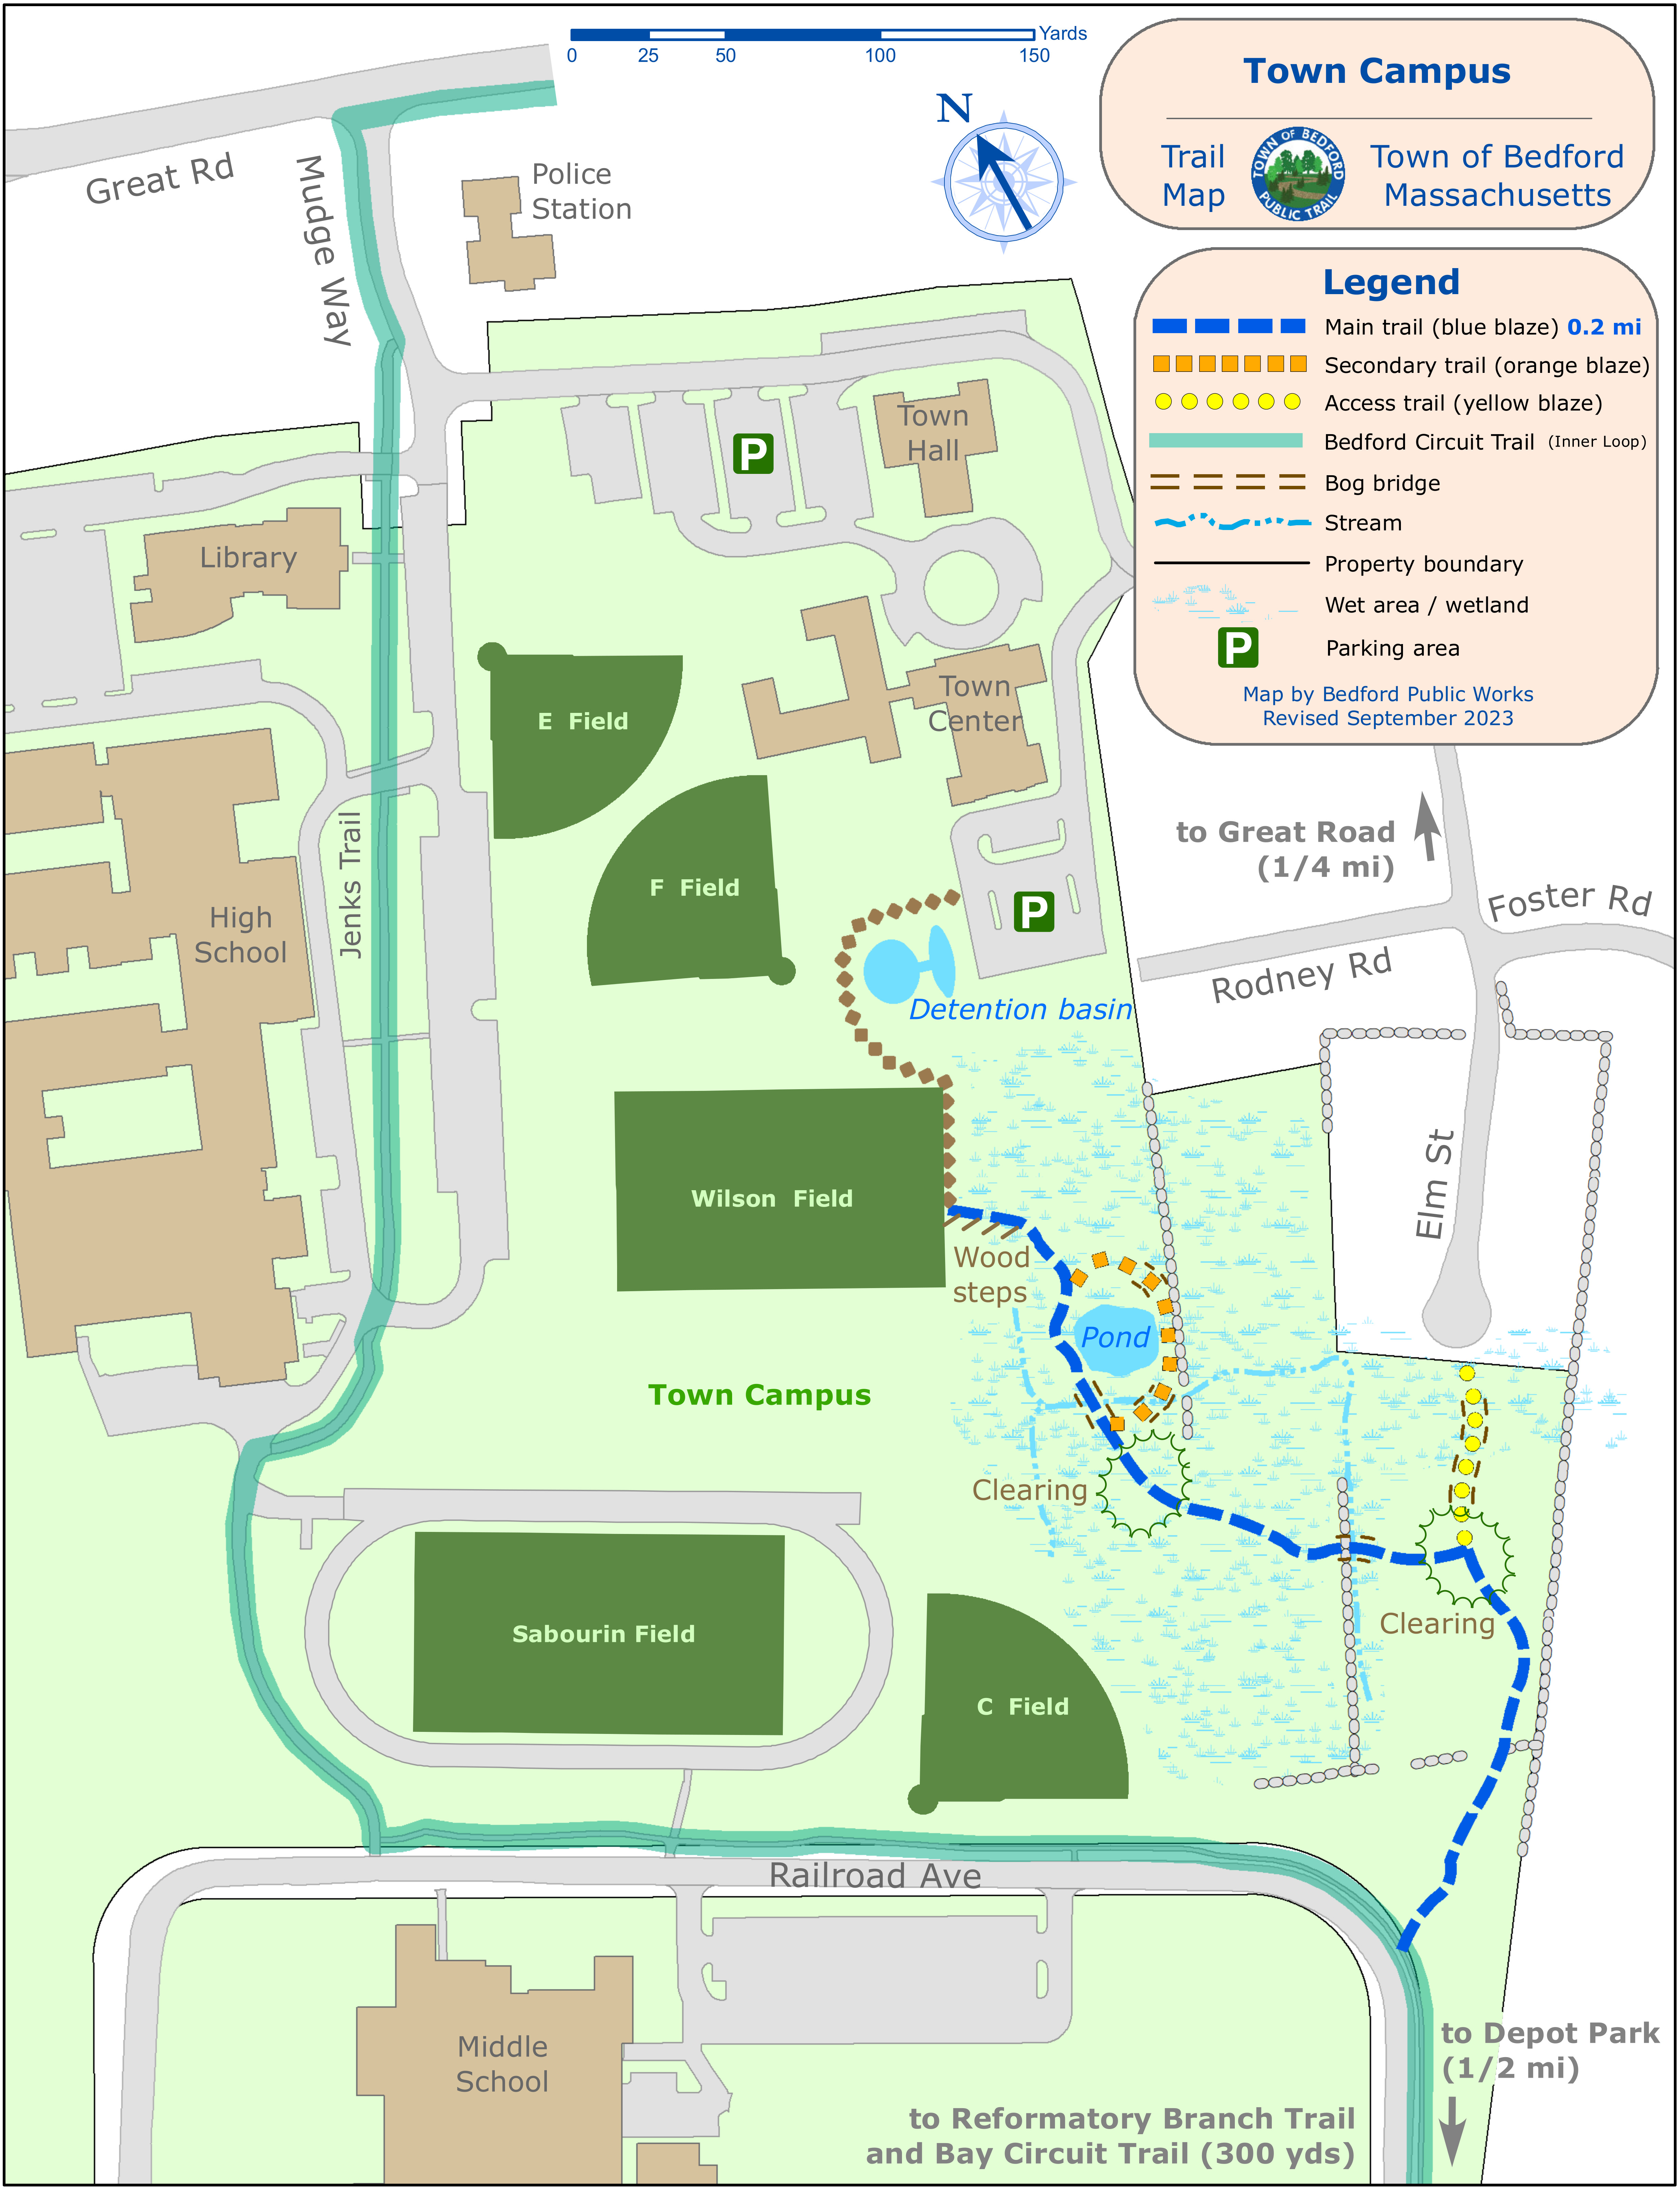 Yards
0 25 50 100 150
N
Town Campus
Trail
Map
TOWN OF BEDFORD
PUBLIC TRAIL
Town of Bedford
Massachusetts
Legend
Main trail (blue blaze) 0.2 mi
Secondary trail (orange blaze)
Access trail (yellow blaze)
Bedford Circuit Trail (Inner Loop)
Bog bridge
Stream
Property boundary
Wet area / wetland
P
Parking area
Map by Bedford Public Works
Revised September 2023
Great Rd
Mudge Way
Police
Station
P
Town
Hall
Library
Town
Center
E Field
F Field
Jenks Trail
High
School
P
Detention basin
to Great Road
(1/4 mi)
Foster Rd
Rodney Rd
Elm St
Wilson Field
Wood
steps
Pond
Town Campus
Clearing
Clearing
Sabourin Field
C Field
Railroad Ave
Middle
School
to Depot Park
(1/2 mi)
to Reformatory Branch Trail
and Bay Circuit Trail (300 yds)